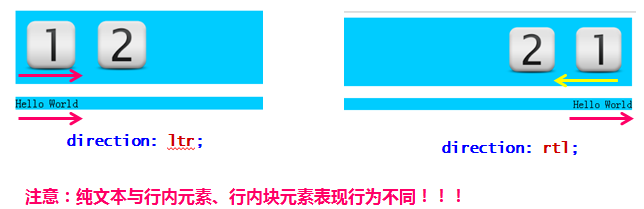 1 2
Hello World
direction: ltr;
2 1
Hello World
direction: rtl;
注意：纯文本与行内元素、行内块元素表现行为不同！！！